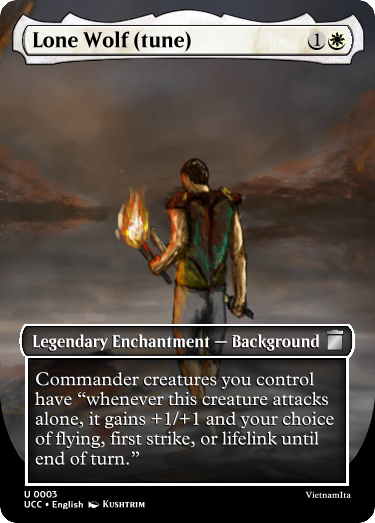 Lone Wolf (tune) 1
Legendary Enchantment — Background
Commander creatures you control
have “whenever this creature attacks
alone, it gains +1/+1 and your choice
of flying, first strike, or lifelink until
end of turn.”
U 0003
VietnamIta
UCC • English Kushtrim